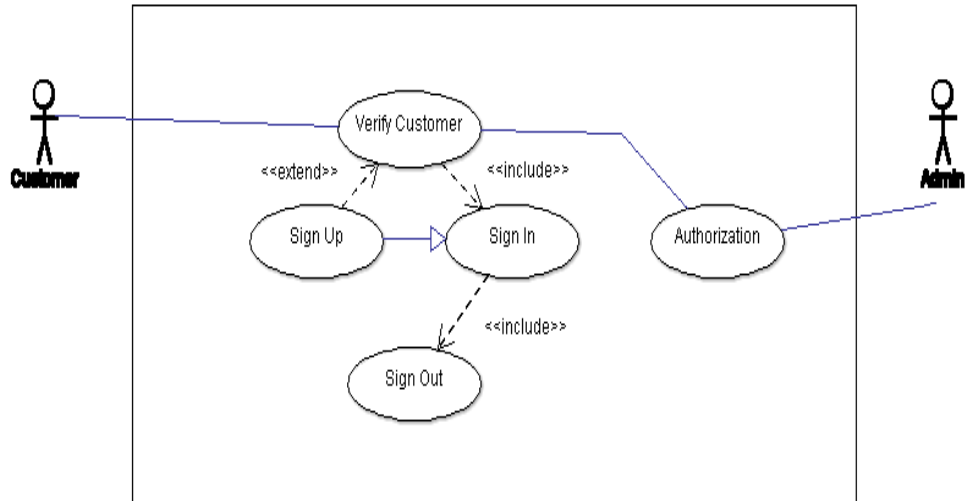 Verify Customer
<<extend>>
<<include>>
Customer
Admin
Sign Up
Sign In
Authorization
<<include>>
Sign Out